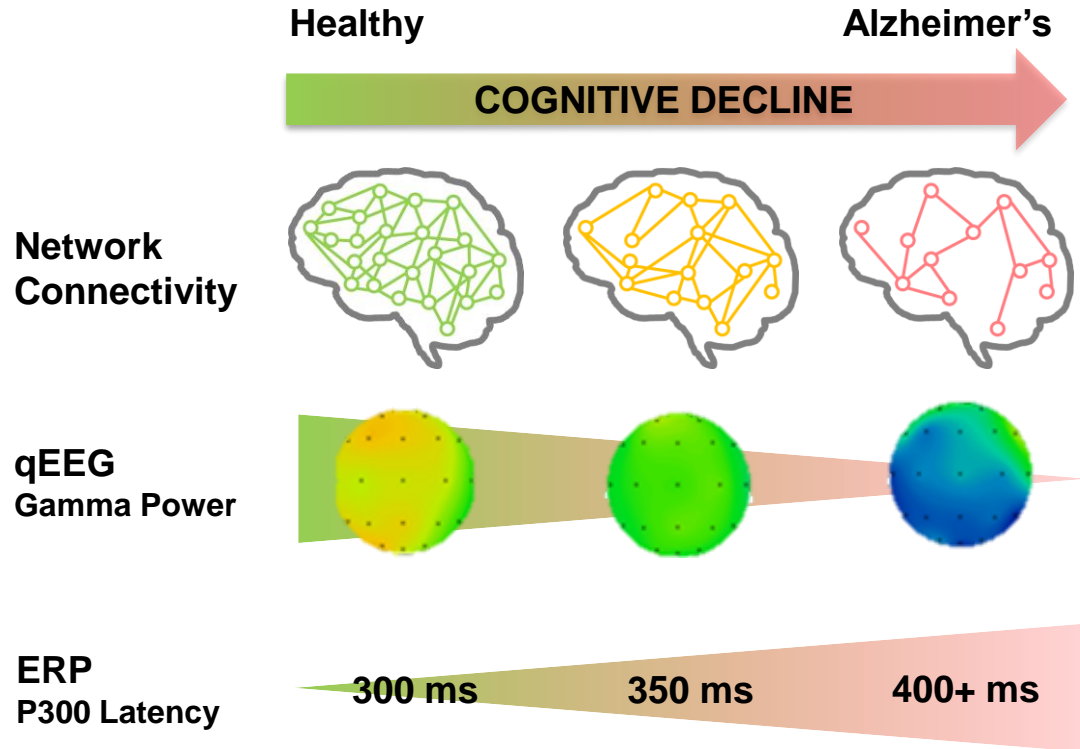 Healthy
Alzheimer’s
COGNITIVE DECLINE
Network
Connectivity
qEEG
Gamma Power
ERP
P300 Latency
300 ms
350 ms
400+ ms